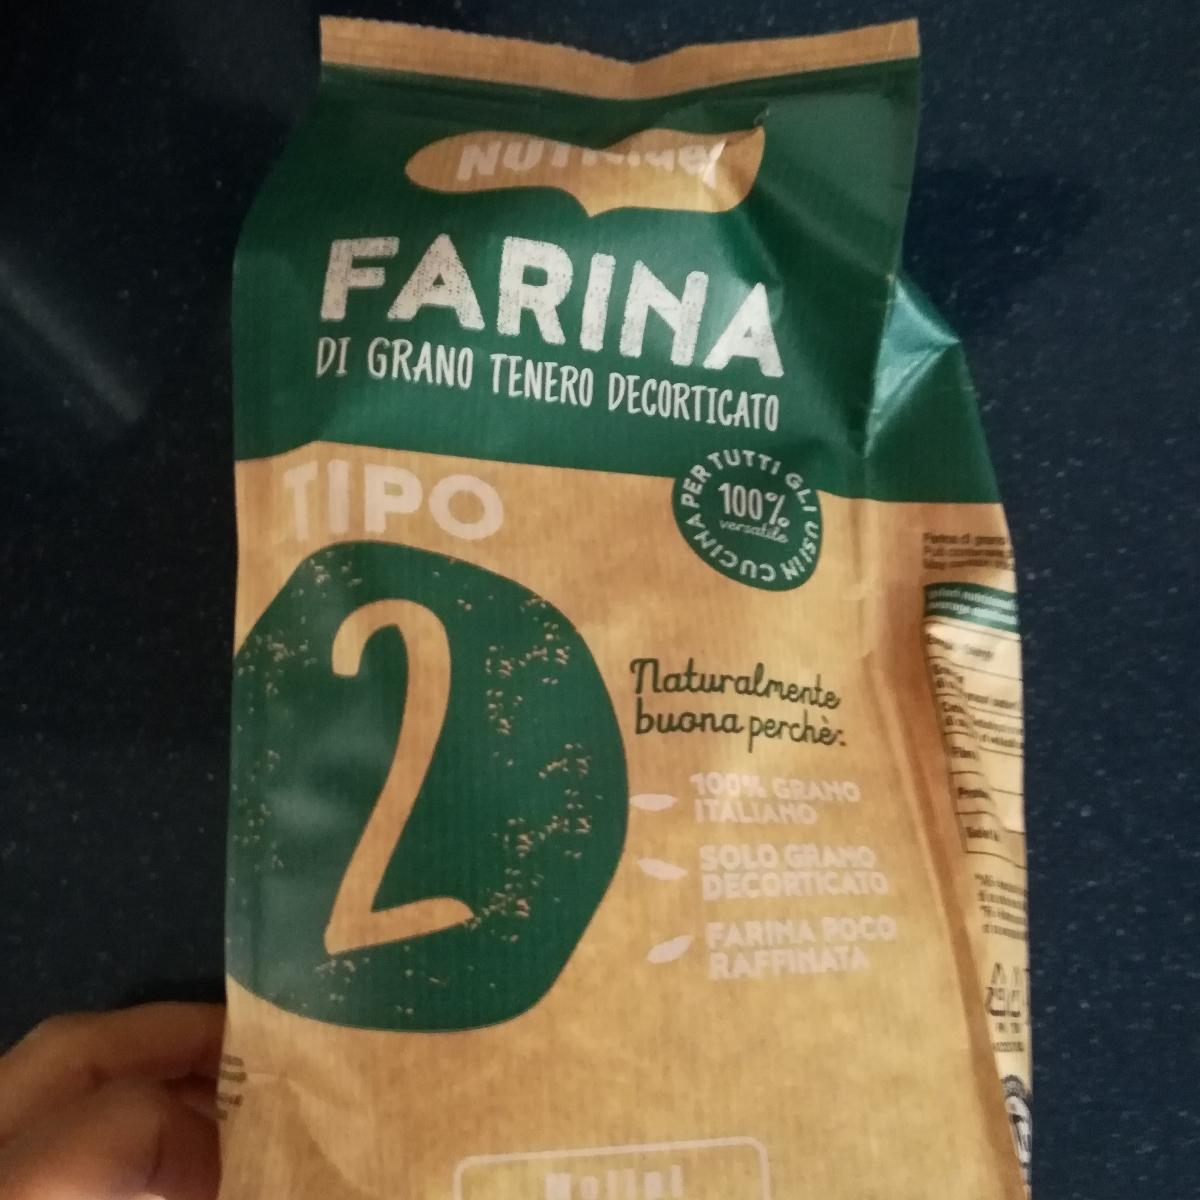 FARINA
DI GRANO TENERO DECORTICATO
TIPO
2
PER TUTTI GLI USI IN CUCINA
100%
versatile
Naturalmente
buona perchè:
100% GRANO
ITALIANO
SOLO GRANO
DECORTICATO
FARINA POCO
RAFFINATA
Molini